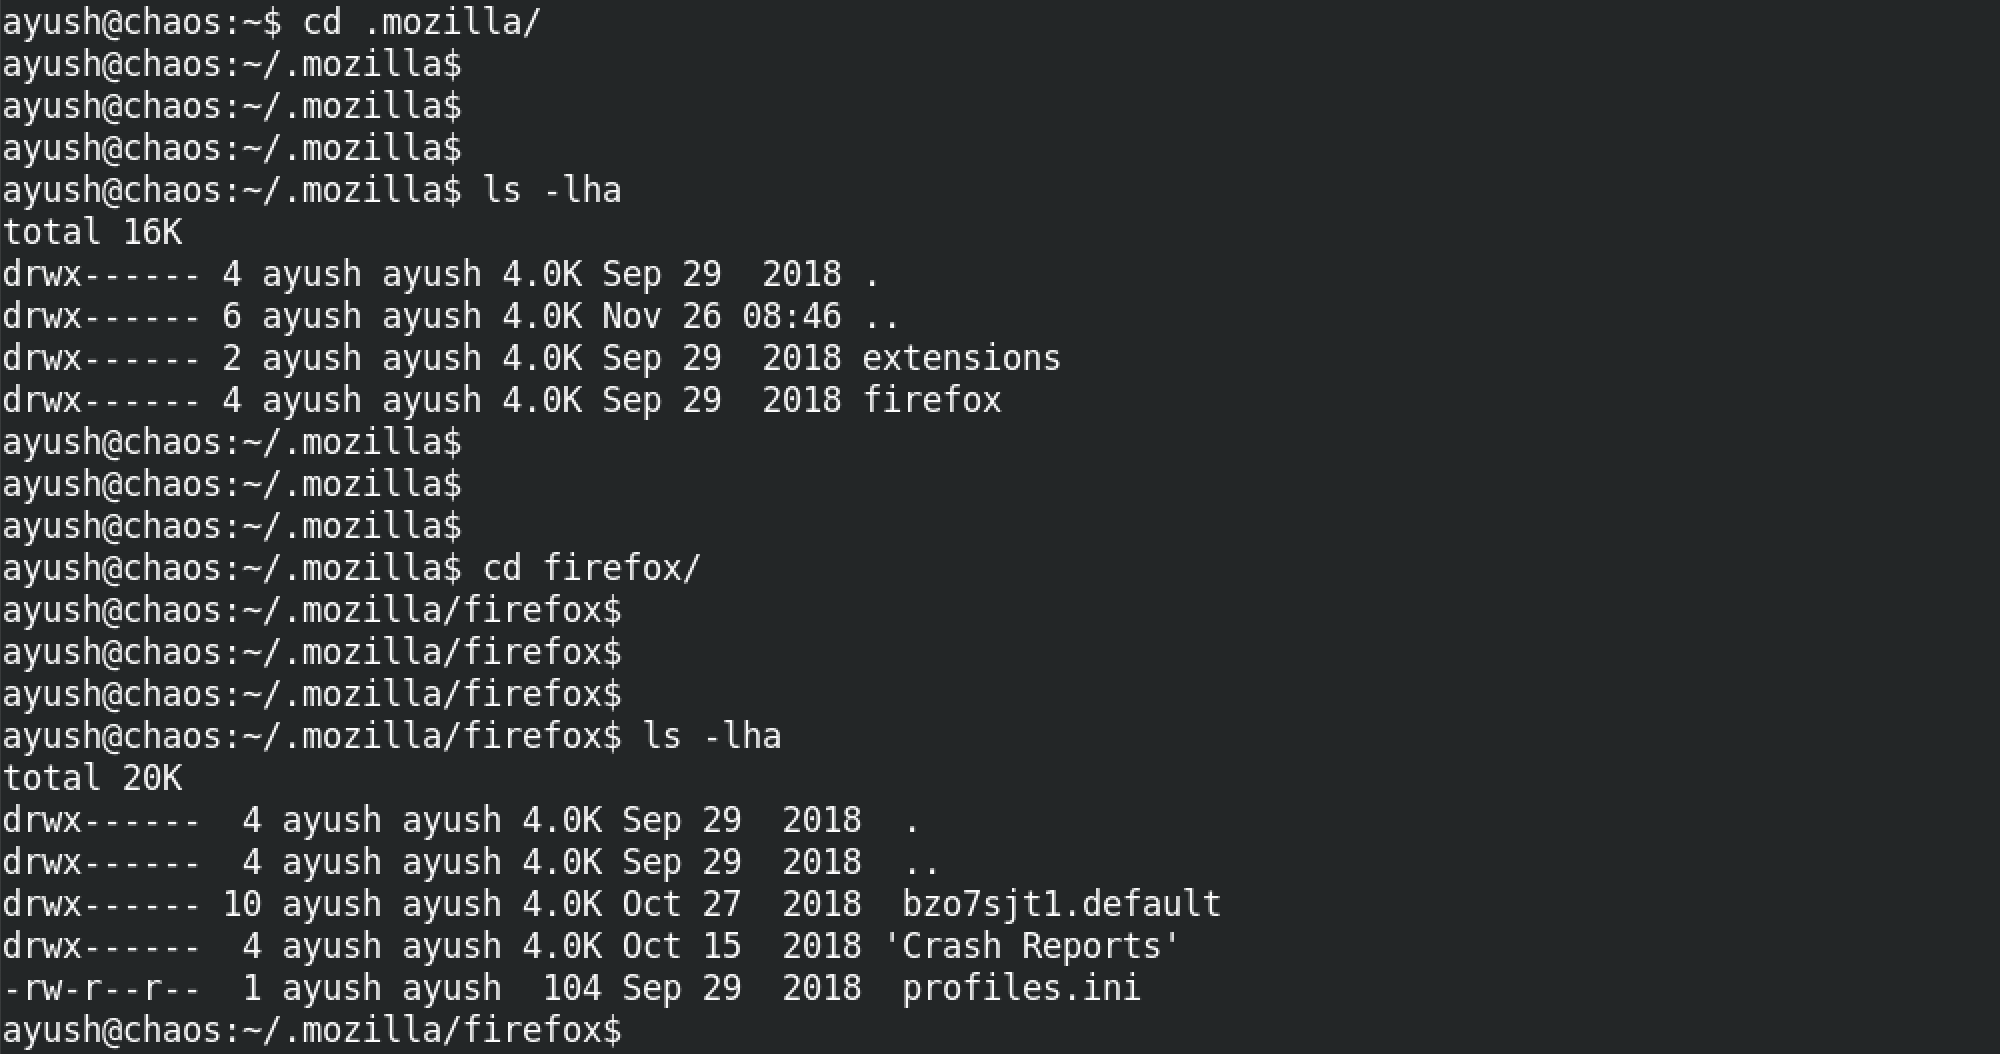 ayush@chaos:~$ cd .mozilla/
ayush@chaos:~/.mozilla$
ayush@chaos:~/.mozilla$
ayush@chaos:~/.mozilla$
ayush@chaos:~/.mozilla$ ls -lha
total 16K
drwx------ 4 ayush ayush 4.0K Sep 29  2018 .
drwx------ 6 ayush ayush 4.0K Nov 26 08:46 ..
drwx------ 2 ayush ayush 4.0K Sep 29  2018 extensions
drwx------ 4 ayush ayush 4.0K Sep 29  2018 firefox
ayush@chaos:~/.mozilla$
ayush@chaos:~/.mozilla$
ayush@chaos:~/.mozilla$
ayush@chaos:~/.mozilla$ cd firefox/
ayush@chaos:~/.mozilla/firefox$
ayush@chaos:~/.mozilla/firefox$
ayush@chaos:~/.mozilla/firefox$
ayush@chaos:~/.mozilla/firefox$ ls -lha
total 20K
drwx------  4 ayush ayush 4.0K Sep 29  2018  .
drwx------  4 ayush ayush 4.0K Sep 29  2018  ..
drwx------ 10 ayush ayush 4.0K Oct 27  2018  bzo7sjt1.default
drwx------  4 ayush ayush 4.0K Oct 15  2018 'Crash Reports'
-rw-r--r--  1 ayush ayush  104 Sep 29  2018  profiles.ini
ayush@chaos:~/.mozilla/firefox$